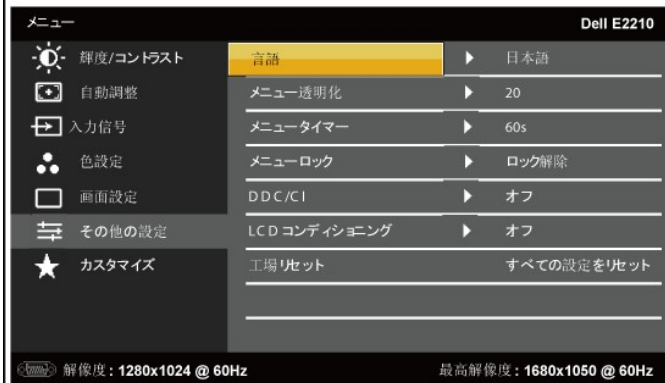 メニュー Dell E2210
輝度/コントラスト 言語 日本語
自動調整 メニュー透明化 20
入力信号 メニュータイマー 60s
色設定 メニューロック ロック解除
画面設定 DDC/CI オフ
その他の設定 LCDコンディショニング オフ
カスタマイズ 工場リセット すべての設定をリセット
解像度: 1280x1024 @ 60Hz 最高解像度: 1680x1050 @ 60Hz